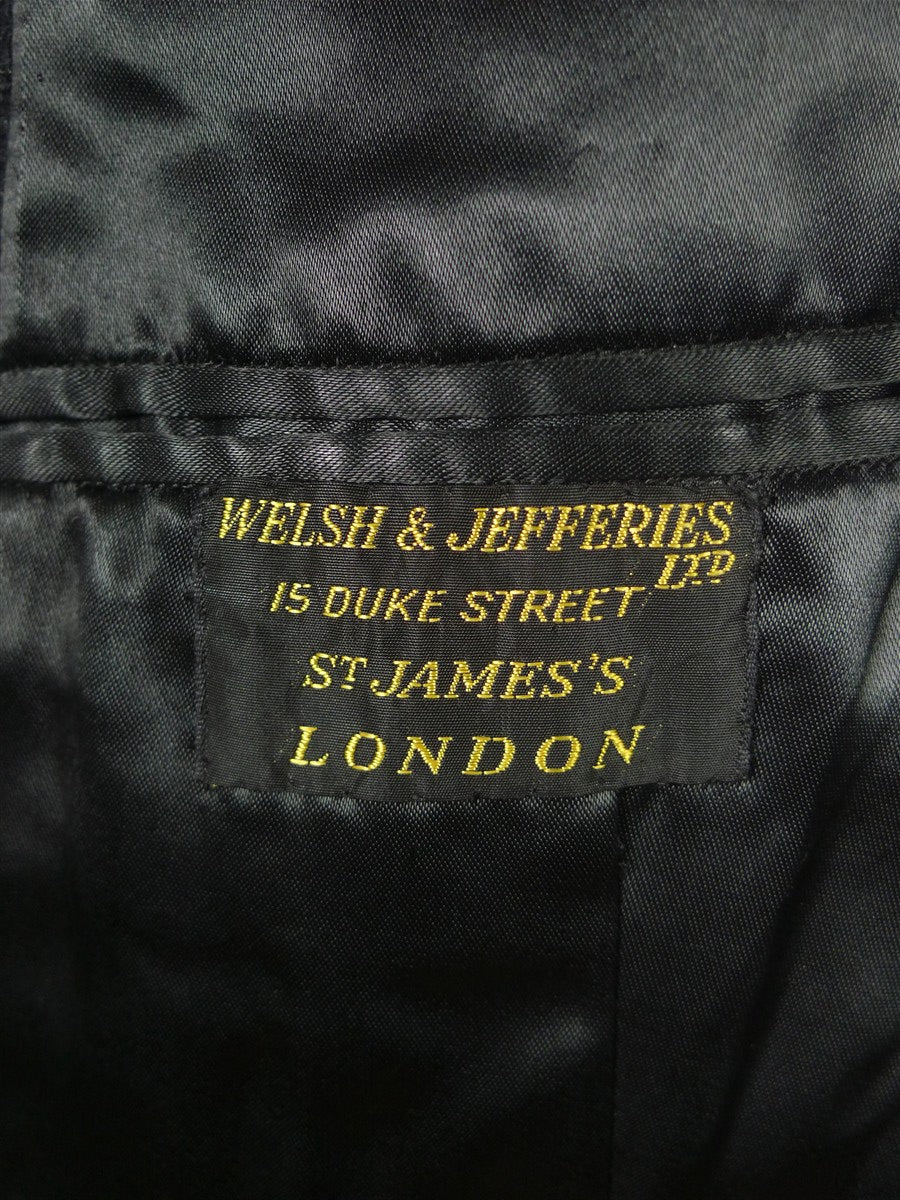 WELSH & JEFFERIES
LTD
15 DUKE STREET
ST JAMES'S
LONDON